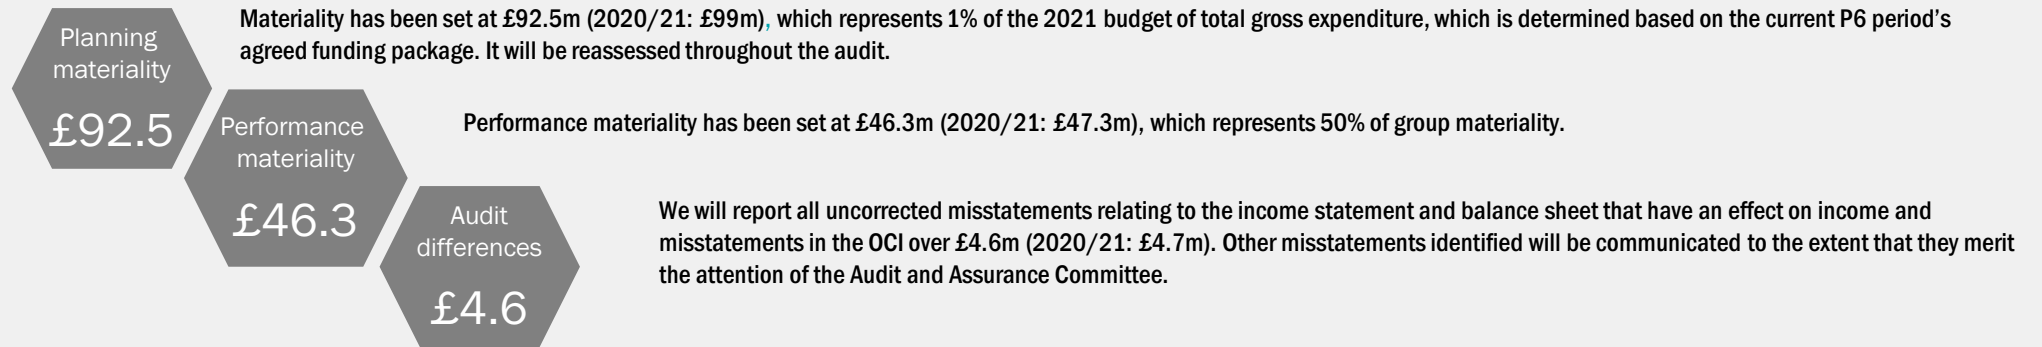 Planning
materiality
£92.5
Materiality has been set at £92.5m (2020/21: £99m), which represents 1% of the 2021 budget of total gross expenditure, which is determined based on the current P6 period's
agreed funding package. It will be reassessed throughout the audit.
Performance
materiality
£46.3
Performance materiality has been set at £46.3m (2020/21: £47.3m), which represents 50% of group materiality.
Audit
differences
£4.6
We will report all uncorrected misstatements relating to the income statement and balance sheet that have an effect on income and
misstatements in the OCI over £4.6m (2020/21: £4.7m). Other misstatements identified will be communicated to the extent that they merit
the attention of the Audit and Assurance Committee.